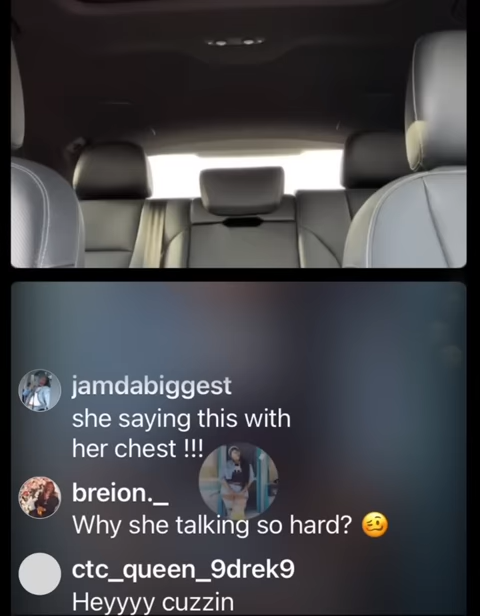 jamdabiggest
she saying this with
her chest !!!
breion._
Why she talking so hard? 🥴
ctc_queen_9drek9
Heyyyy cuzzin